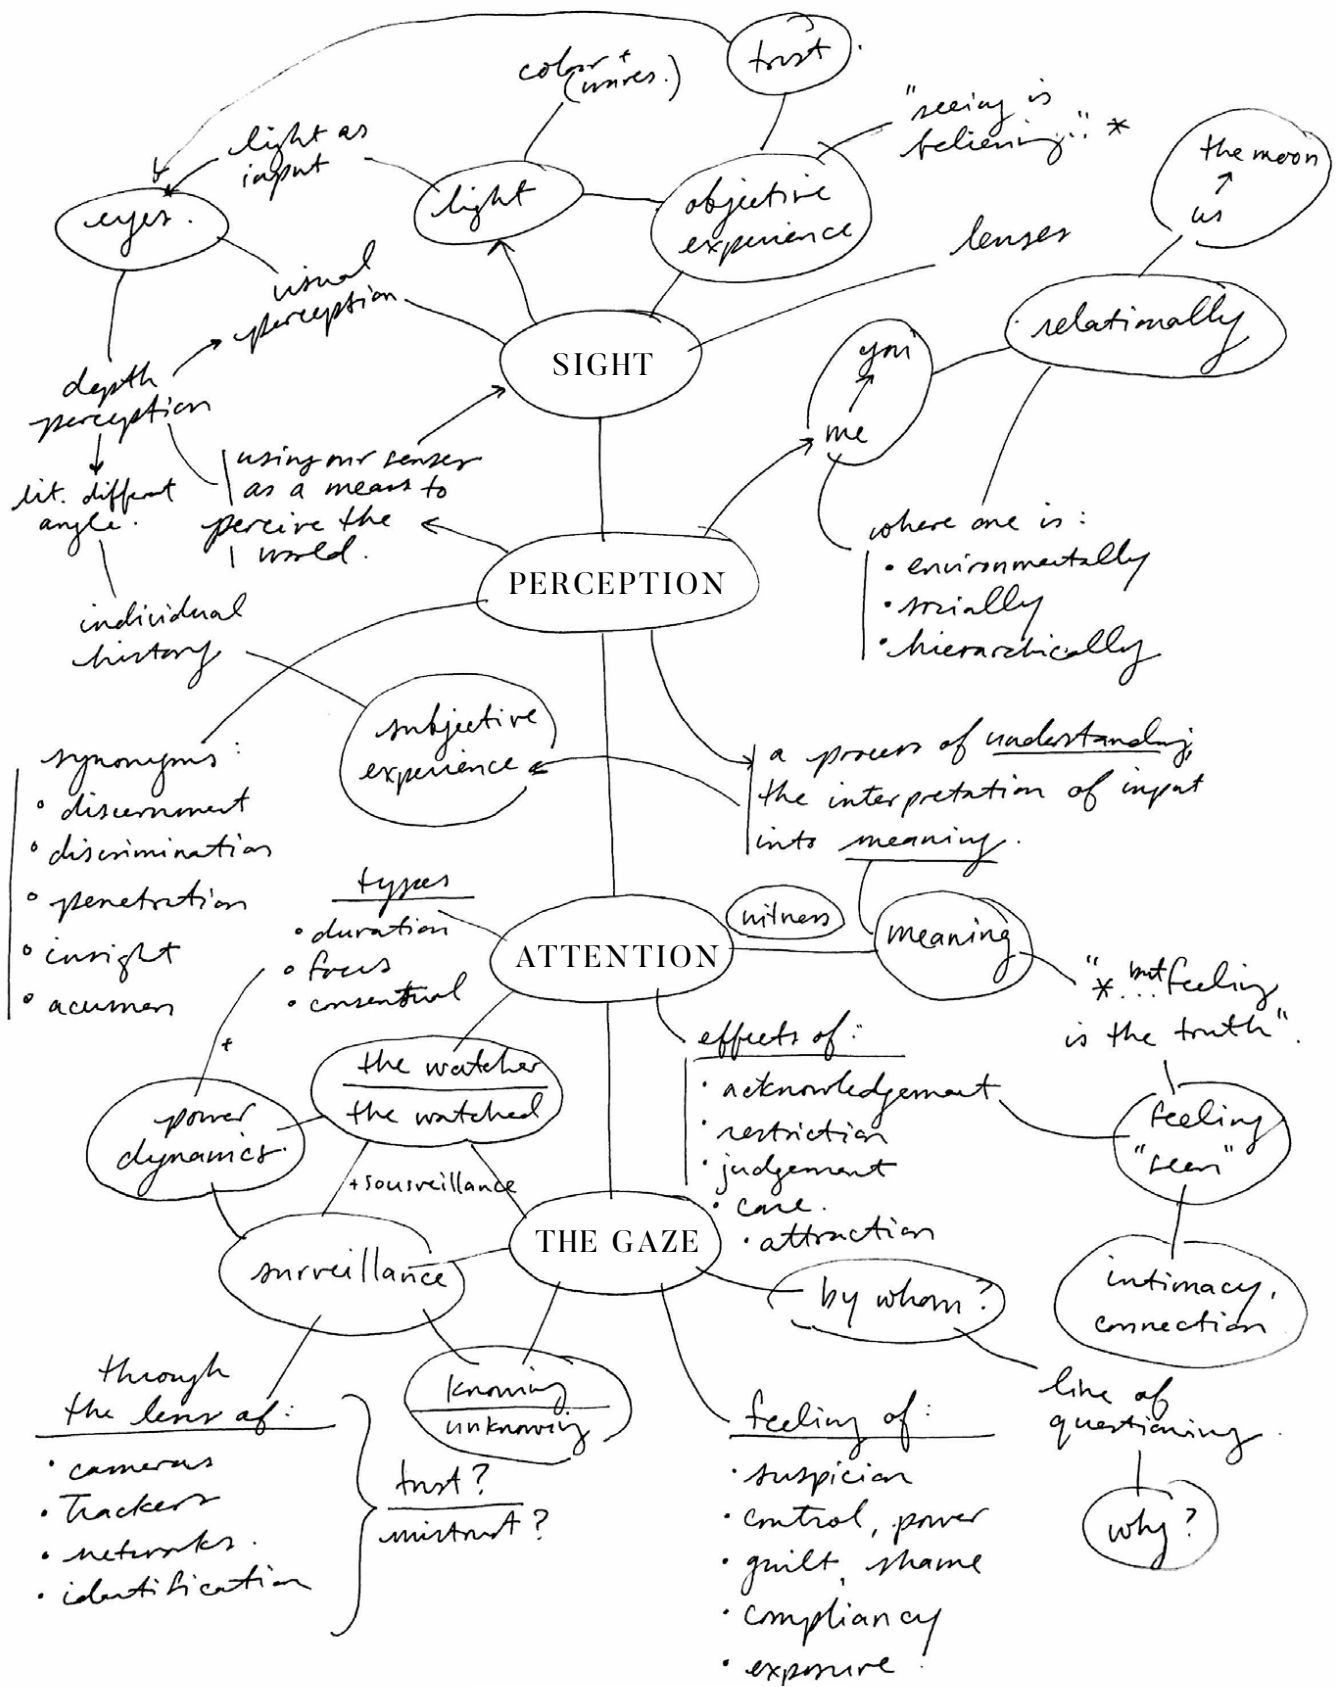 trust.
colour +
(waves.)
"seeing is
believing..." *
light as
input
the moon
us
eyes.
light
objective
experience
lenses
visual
perception
relationally
SIGHT
you
me
depth
perception
using our senses
as a means to
perceive the
world.
lit. different
angle.
where one is:
• environmentally
• socially
• hierarchically
PERCEPTION
individual
history
subjective
experience
a process of understanding,
the interpretation of input
into meaning.
synonyms:
• discernment
• discrimination
• penetration
• insight
• acumen
types
• duration
• focus
• consentual
ATTENTION
witness
meaning
"*... but feeling
is the truth".
+
the watcher
the watched
effects of:
• acknowledgement
• restriction
• judgement
• care.
• attraction
power
dynamics.
feeling
"seen"
+ sousveillance
THE GAZE
surveillance
by whom?
intimacy,
connection
through
the lens of:
• cameras
• trackers
• networks.
• identification
knowing
unknowing
trust?
mistrust?
feeling of:
• suspicion
• control, power
• guilt, shame
• compliancy
• exposure.
line of
questioning.
why?